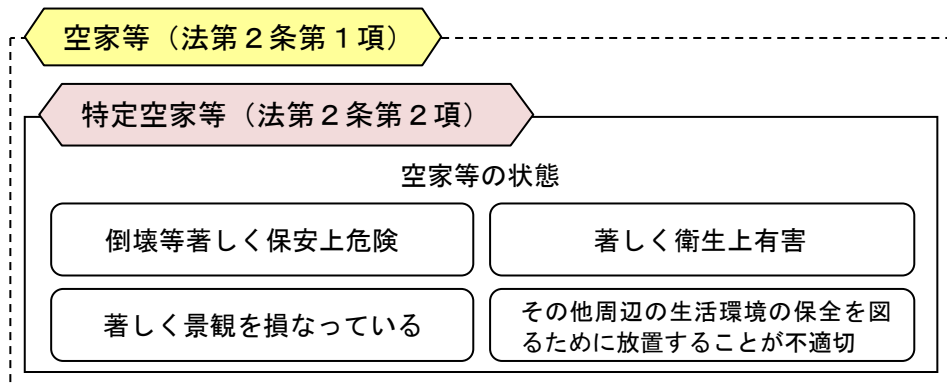 空家等（法第２条第１項）
特定空家等（法第２条第２項）
空家等の状態
倒壊等著しく保安上危険
著しく衛生上有害
著しく景観を損なっている
その他周辺の生活環境の保全を図
るために放置することが不適切